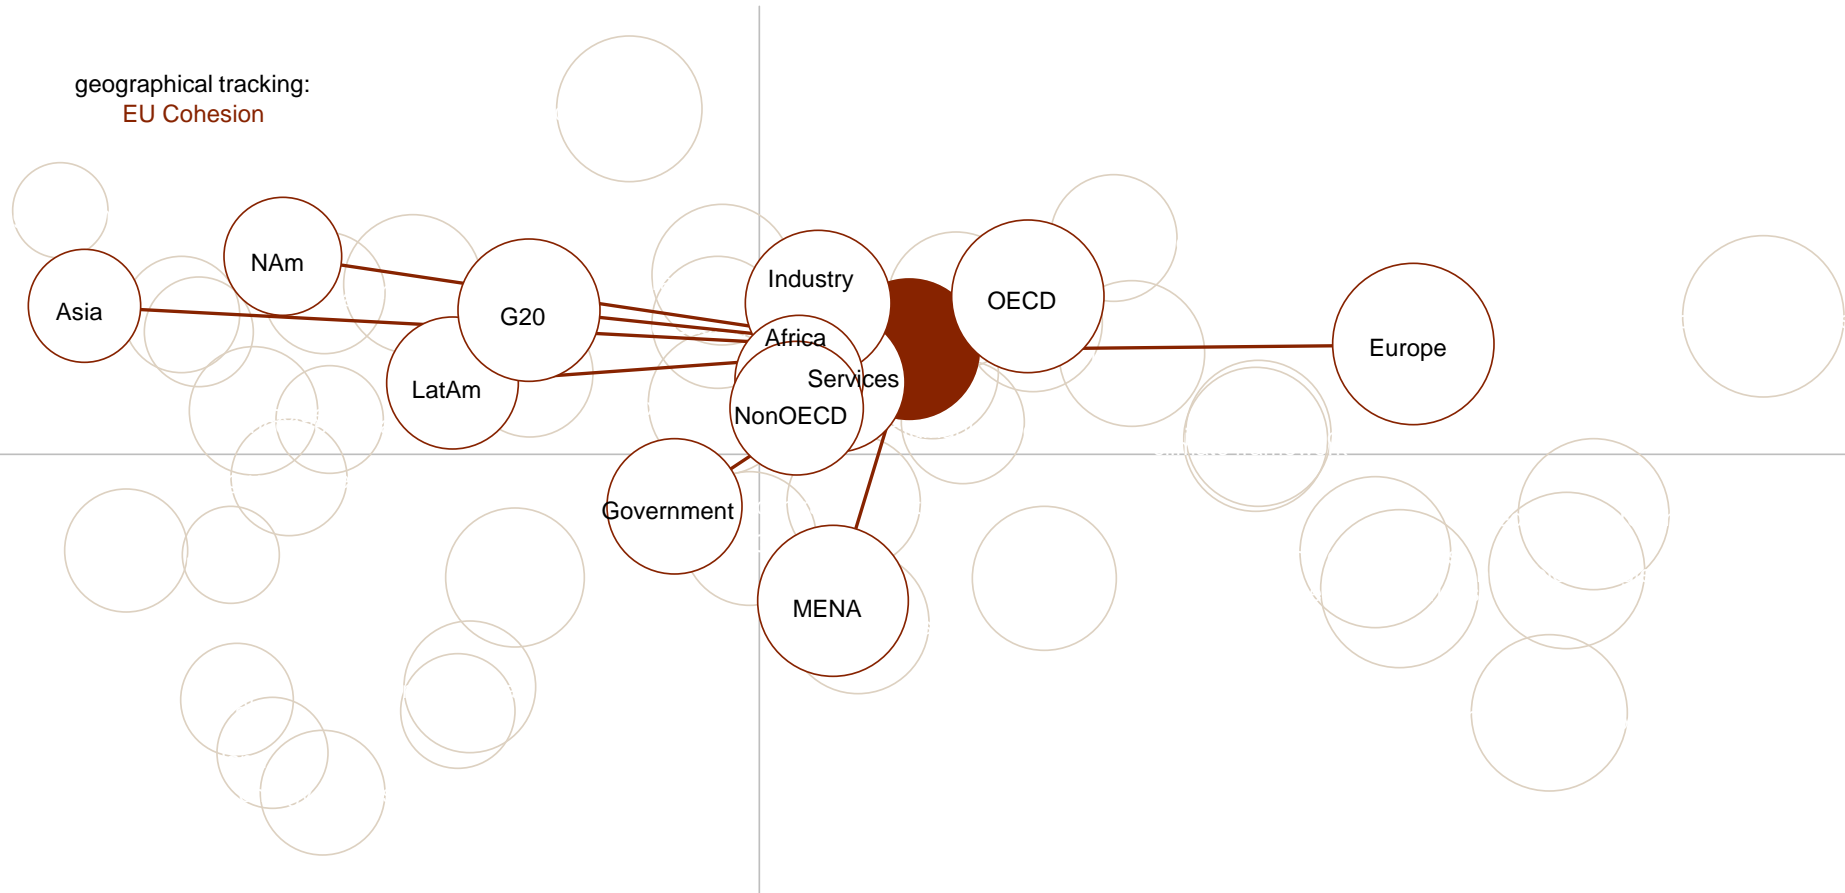 geographical tracking:
EU Cohesion
NAm
Industry
OECD
Asia
G20
Africa
Europe
LatAm
Services
NonOECD
Government
MENA